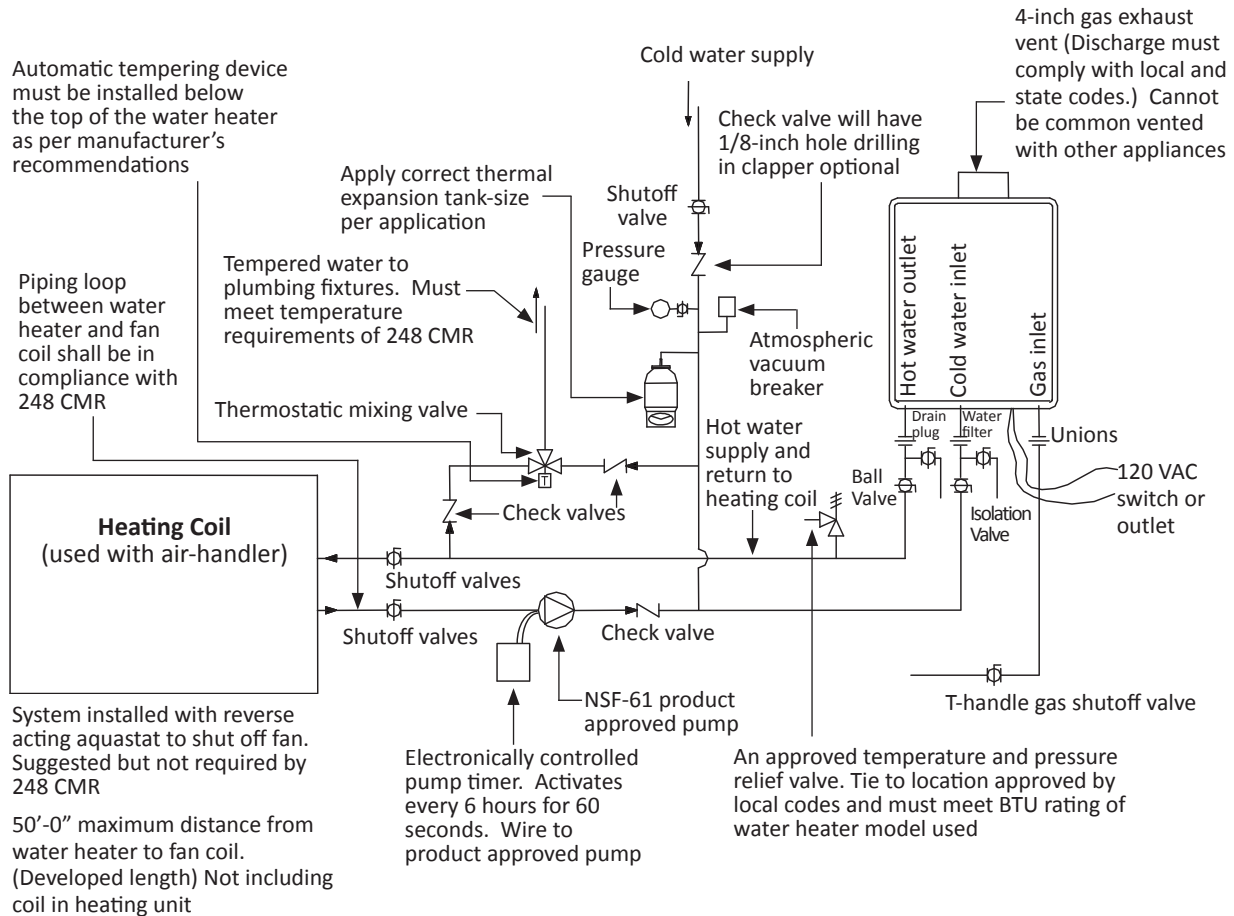 4-inch gas exhaust
vent (Discharge must
comply with local and
state codes.)  Cannot
be common vented
with other appliances
Cold water supply
Automatic tempering device
must be installed below
the top of the water heater
as per manufacturer’s
recommendations
Check valve will have
1/8-inch hole drilling
in clapper optional
Apply correct thermal
expansion tank-size
per application
Shutoff
valve
Pressure
gauge
Tempered water to
plumbing fixtures.  Must
meet temperature
requirements of 248 CMR
Piping loop
between water
heater and fan
coil shall be in
compliance with
248 CMR
Atmospheric
vacuum
breaker
Hot water outlet
Cold water inlet
Gas inlet
Thermostatic mixing valve
Drain
plug
Water
filter
Unions
Hot water
supply and
return to
heating coil
Ball
Valve
120 VAC
switch or
outlet
Isolation
Valve
T
Check valves
Heating Coil
(used with air-handler)
Shutoff valves
Shutoff valves
Check valve
NSF-61 product
approved pump
T-handle gas shutoff valve
System installed with reverse
acting aquastat to shut off fan.
Suggested but not required by
248 CMR
50’-0” maximum distance from
water heater to fan coil.
(Developed length) Not including
coil in heating unit
Electronically controlled
pump timer.  Activates
every 6 hours for 60
seconds.  Wire to
product approved pump
An approved temperature and pressure
relief valve. Tie to location approved by
local codes and must meet BTU rating of
water heater model used